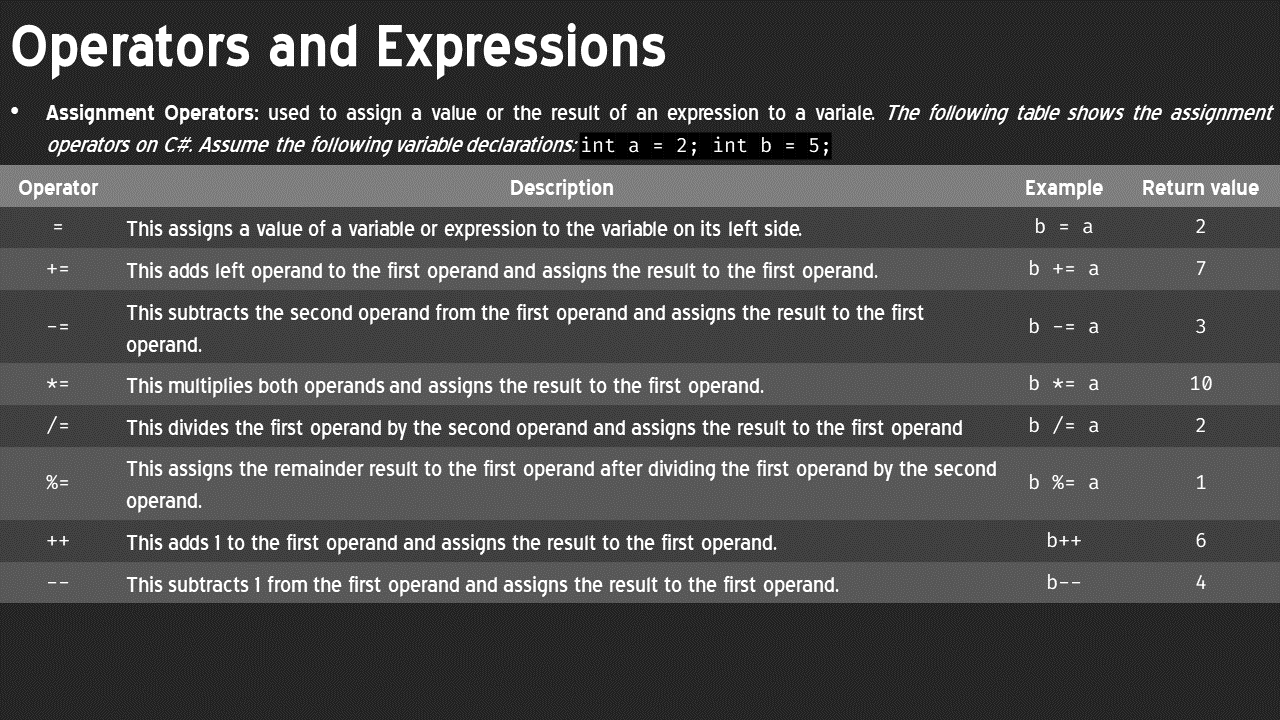 Operators and Expressions
• Assignment Operators: used to assign a value or the result of an expression to a variale. The following table shows the assignment
operators on C#. Assume the following variable declarations: int a = 2; int b = 5;
Operator Description Example Return value
= This assigns a value of a variable or expression to the variable on its left side. b = a 2
+= This adds left operand to the first operand and assigns the result to the first operand. b += a 7
-= This subtracts the second operand from the first operand and assigns the result to the first b -= a 3
operand.
*= This multiplies both operands and assigns the result to the first operand. b *= a 10
/= This divides the first operand by the second operand and assigns the result to the first operand b /= a 2
%= This assigns the remainder result to the first operand after dividing the first operand by the second b %= a 1
operand.
++ This adds 1 to the first operand and assigns the result to the first operand. b++ 6
-- This subtracts 1 from the first operand and assigns the result to the first operand. b-- 4